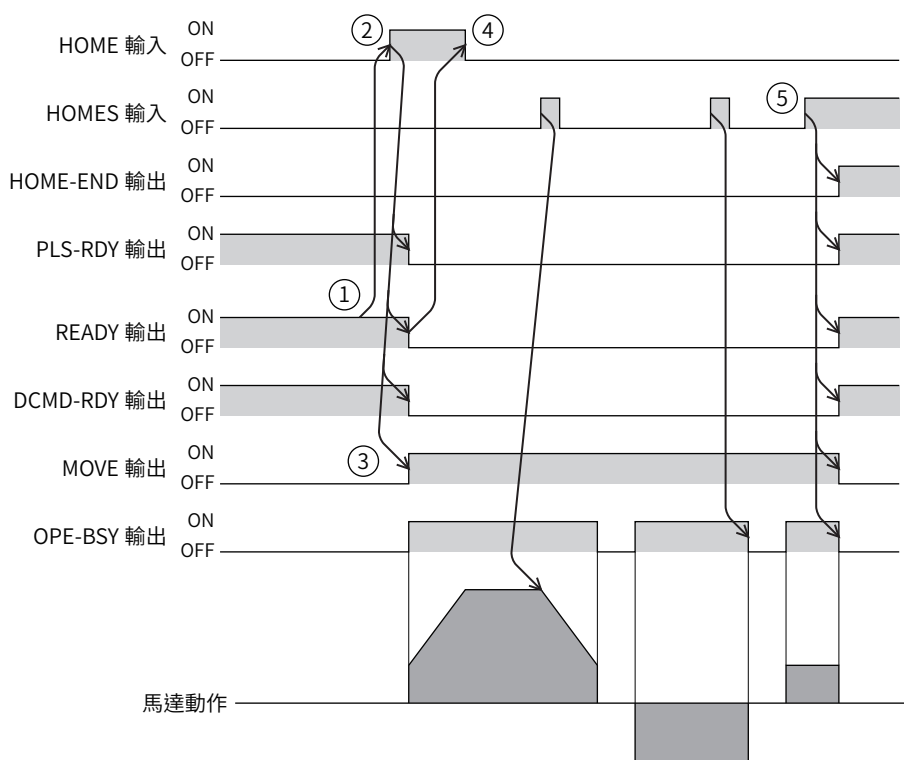 HOME 輸入 ON OFF ② ④
HOMES 輸入 ON OFF ⑤
HOME-END 輸出 ON OFF
PLS-RDY 輸出 ON OFF
①
READY 輸出 ON OFF
DCMD-RDY 輸出 ON OFF
MOVE 輸出 ON OFF ③
OPE-BSY 輸出 ON OFF
馬達動作